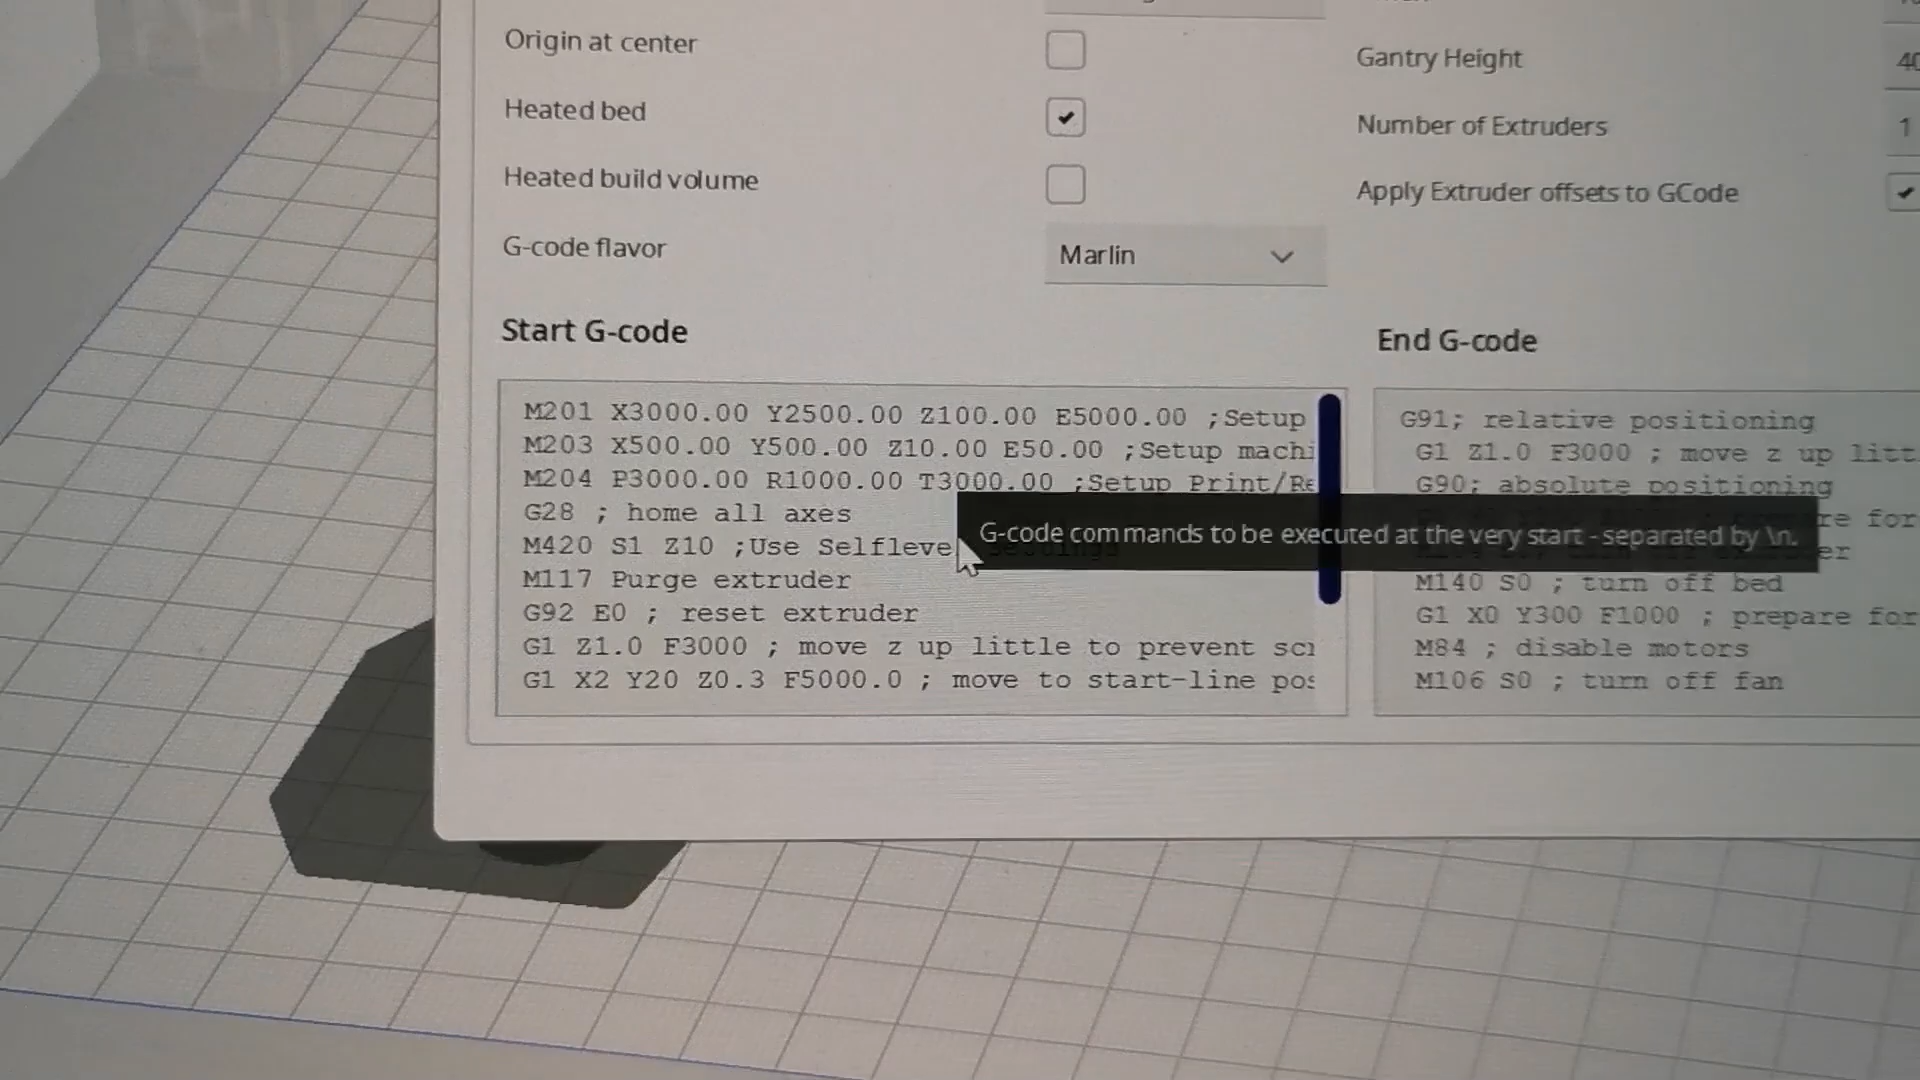 Origin at center
Heated bed
Heated build volume
G-code flavor
Marlin
Gantry Height
40
Number of Extruders
1
Apply Extruder offsets to GCode
Start G-code
M201 X3000.00 Y2500.00 Z100.00 E5000.00 ;Setup
M203 X500.00 Y500.00 Z10.00 E50.00 ;Setup machi
M204 P3000.00 R1000.00 T3000.00 ;Setup Print/Re
G28 ; home all axes
M420 S1 Z10 ;Use Selfleve
M117 Purge extruder
G92 E0 ; reset extruder
G1 Z1.0 F3000 ; move z up little to prevent scr
G1 X2 Y20 Z0.3 F5000.0 ; move to start-line pos
G-code commands to be executed at the very start - separated by \n.
End G-code
G91; relative positioning
G1 Z1.0 F3000 ; move z up litt
G90; absolute positioning
re for
er
M140 S0 ; turn off bed
G1 X0 Y300 F1000 ; prepare for
M84 ; disable motors
M106 S0 ; turn off fan